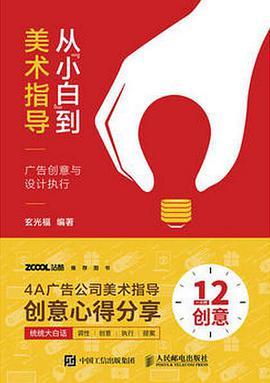 从“小白”到
美术指导
广告创意与
设计执行
玄光福 编著
ZCOOL站酷 推荐图书
4A广告公司美术指导
创意心得分享
统统大白话 调性 创意 执行 提案
12
创意
中国工信出版集团 人民邮电出版社